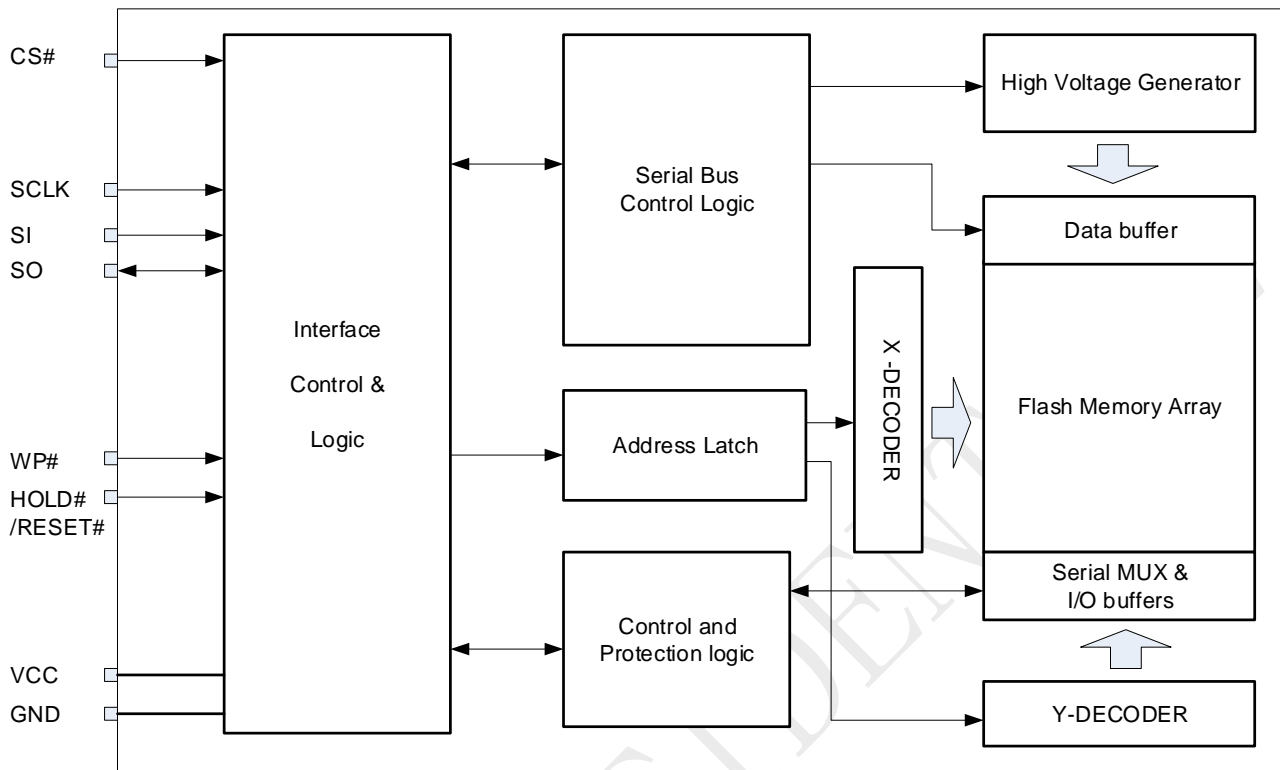 CS#
SCLK
SI
SO
WP#
HOLD#
/RESET#
VCC
GND
Interface
Control &
Logic
Serial Bus
Control Logic
Address Latch
Control and
Protection logic
X -DECODER
High Voltage Generator
Data buffer
Flash Memory Array
Serial MUX &
I/O buffers
Y-DECODER